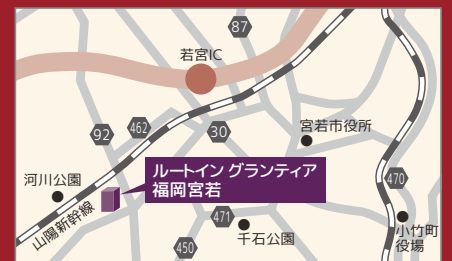 87
若宮IC
462
92
30
宮若市役所
ルートイン グランティア
福岡宮若
河川公園
470
山陽新幹線
471
千石公園
小竹町
役場
450